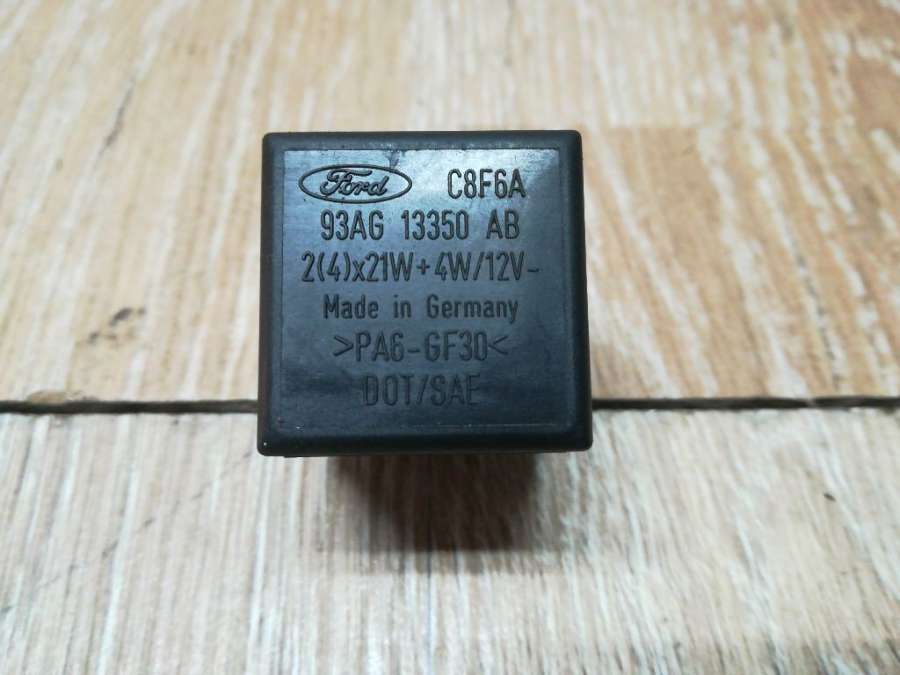 Ford C8F6A
93AG 13350 AB
2(4)x21W+4W/12V-
Made in Germany
>PA6-GF30<
DOT/SAE